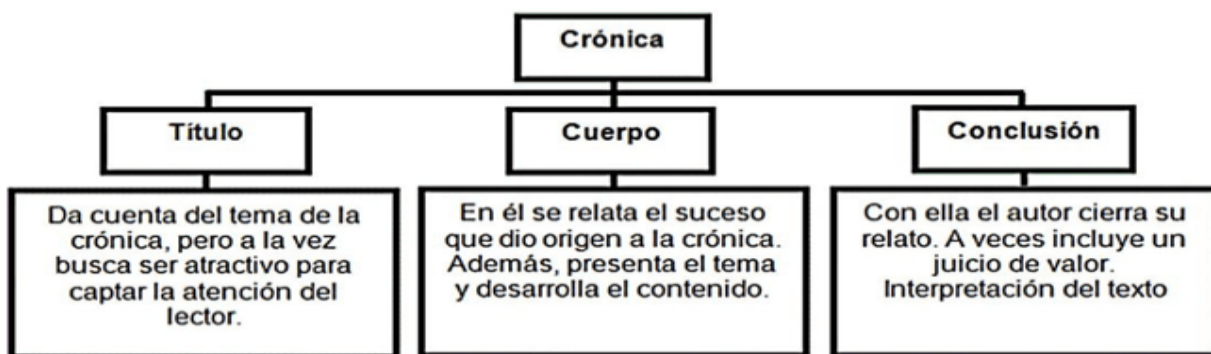 Crónica
Título
Cuerpo
Conclusión
Da cuenta del tema de la
crónica, pero a la vez
busca ser atractivo para
captar la atención del
lector.
En él se relata el suceso
que dio origen a la crónica.
Además, presenta el tema
y desarrolla el contenido.
Con ella el autor cierra su
relato. A veces incluye un
juicio de valor.
Interpretación del texto